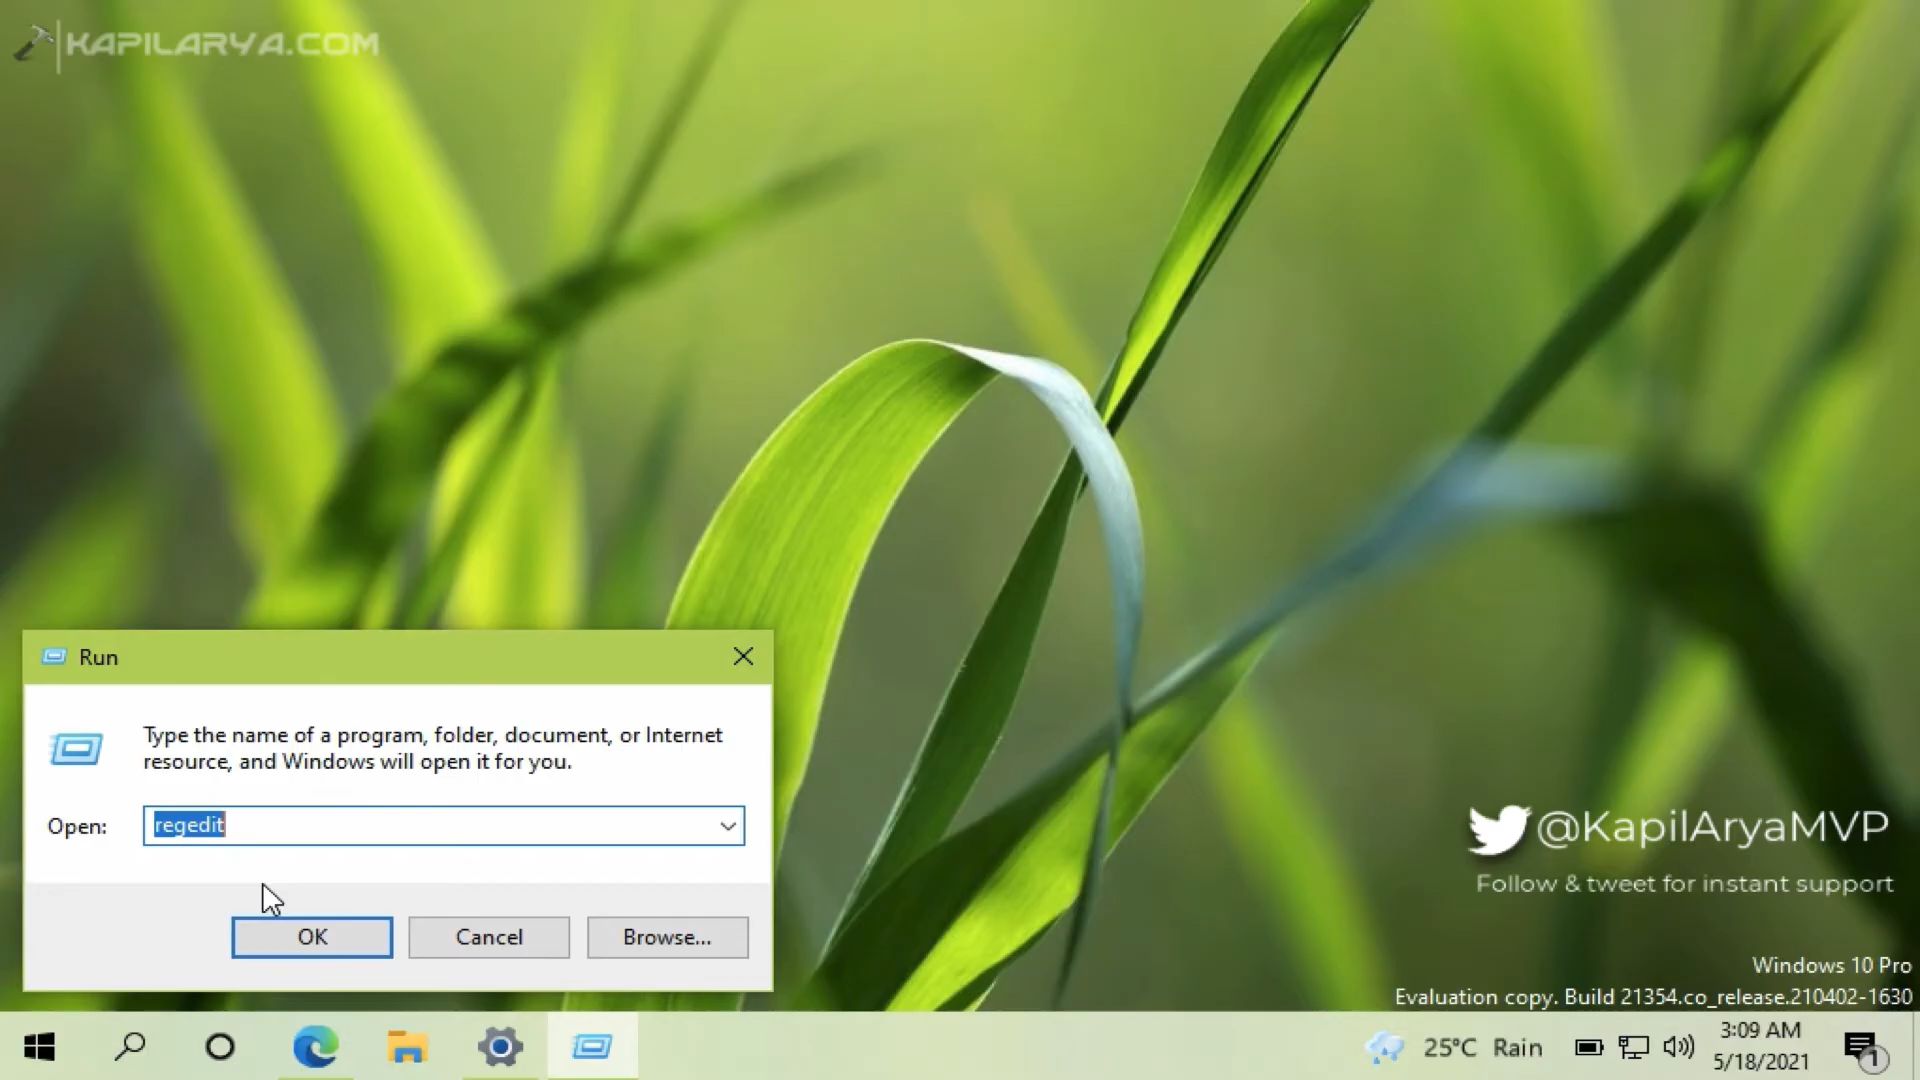 KAPILARYA.COM
Run
Type the name of a program, folder, document, or Internet
resource, and Windows will open it for you.
Open:
regedit
OK
Cancel
Browse...
@KapilAryaMVP
Follow & tweet for instant support
Windows 10 Pro
Evaluation copy. Build 21354.co_release.210402-1630
25°C Rain
3:09 AM
5/18/2021
1